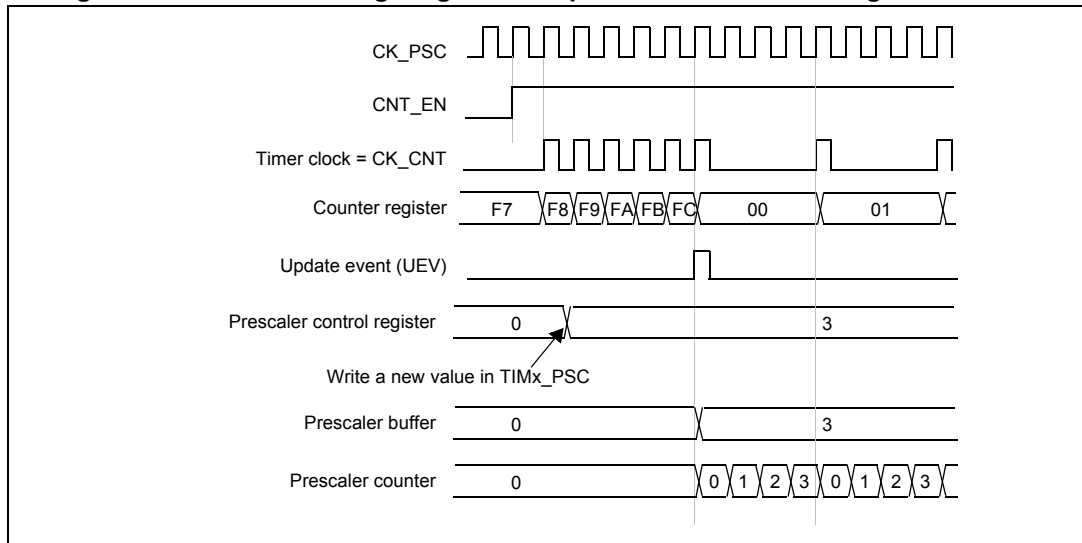 CK_PSC
CNT_EN
Timer clock = CK_CNT
Counter register F7 F8 F9 FA FB FC 00 01
Update event (UEV)
Prescaler control register 0 3
Write a new value in TIMx_PSC
Prescaler buffer 0 3
Prescaler counter 0 0 1 2 3 0 1 2 3